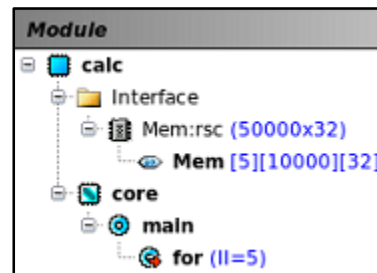 Module
calc
Interface
Mem:rsc (50000x32)
Mem [5][10000][32]
core
main
for (II=5)